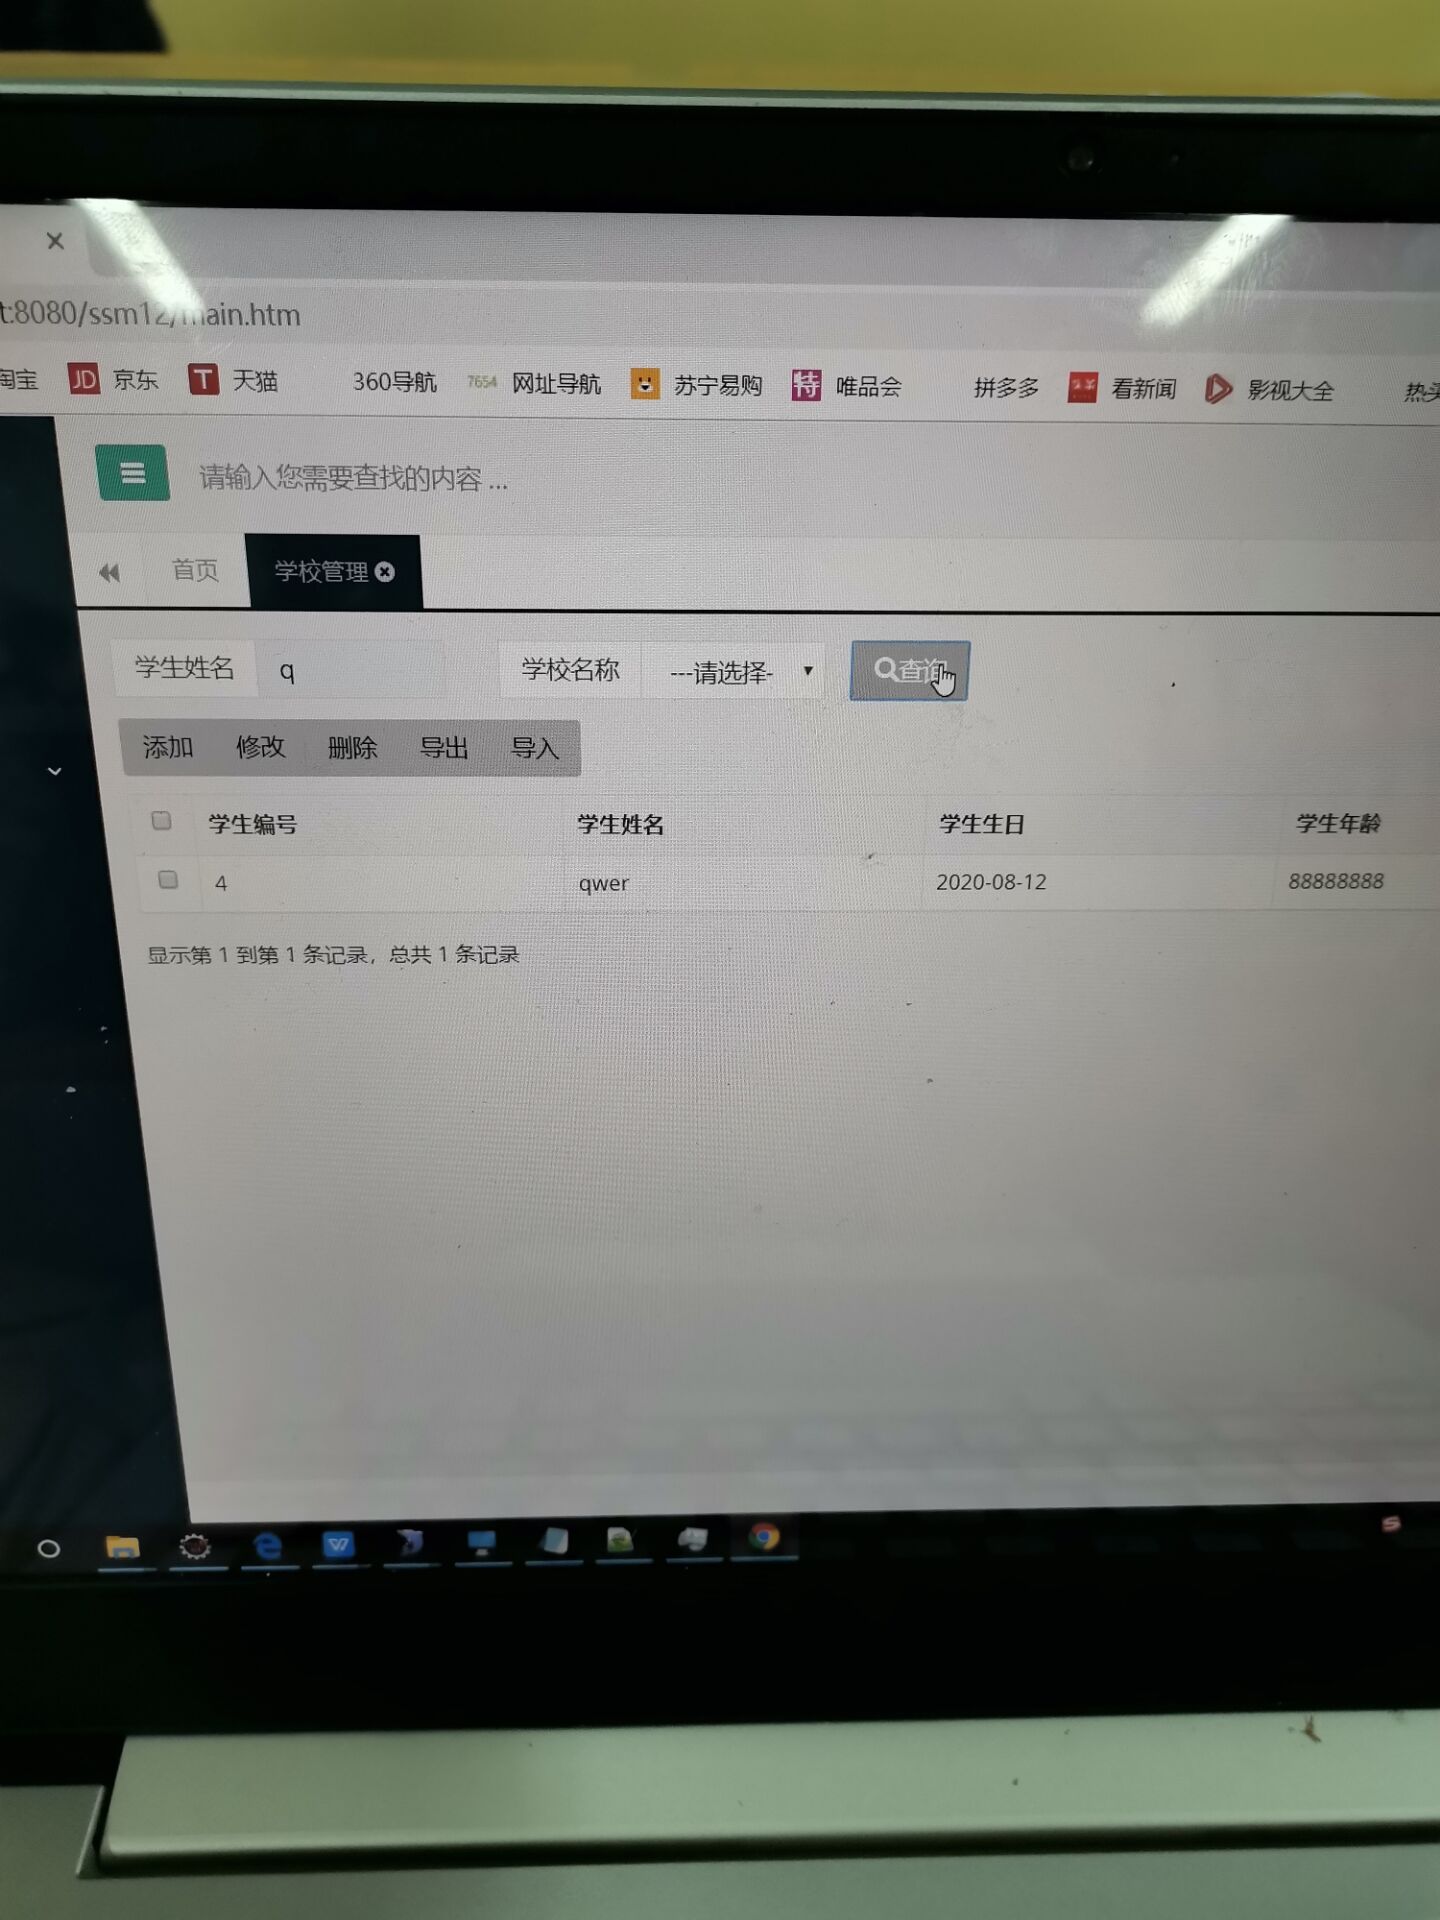 t:8080/ssm12/main.htm
淘宝 JD 京东 T 天猫 360导航 7654 网址导航 苏宁易购 特 唯品会 拼多多 看新闻 影视大全
请输入您需要查找的内容 ...
首页 学校管理
学生姓名 q 学校名称 ---请选择- 查询
添加 修改 删除 导出 导入
学生编号 学生姓名 学生生日 学生年龄
4 qwer 2020-08-12 88888888
显示第 1 到第 1 条记录，总共 1 条记录